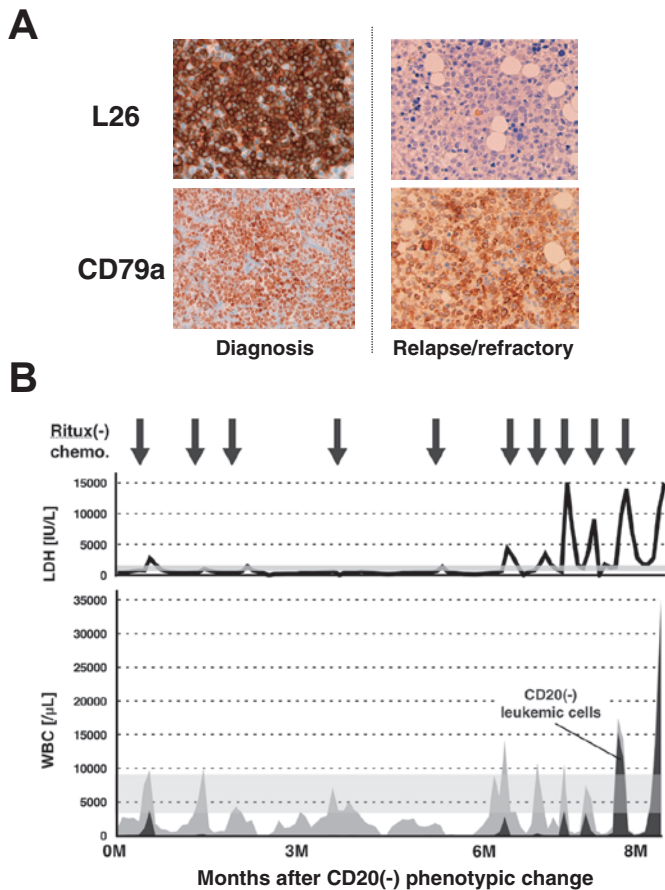 A
L26
CD79a
Diagnosis
Relapse/refractory
B
Ritux(-)
chemo.
LDH [IU/L]
15000
10000
5000
0
WBC [/μL]
35000
30000
25000
20000
15000
10000
5000
0
CD20(-)
leukemic cells
0M
3M
6M
8M
Months after CD20(-) phenotypic change